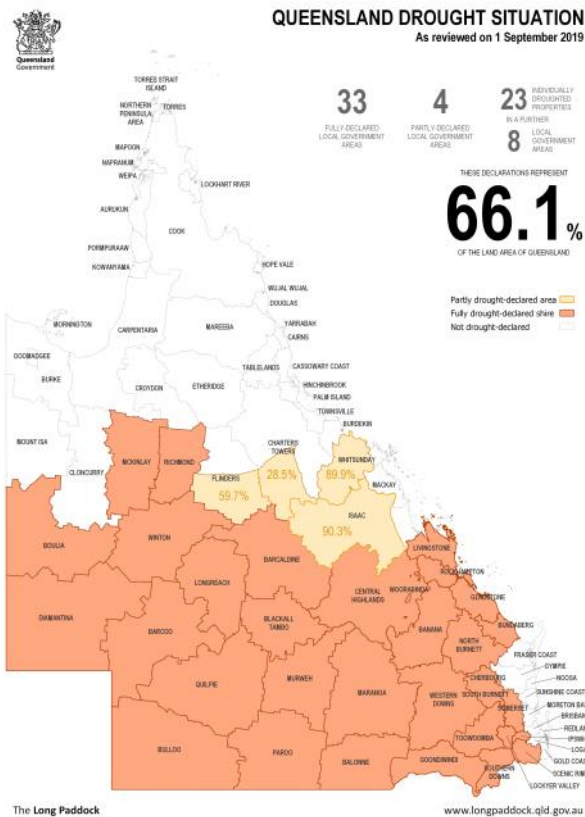 QUEENSLAND DROUGHT SITUATION
As reviewed on 1 September 2019
Queensland
Government
33
FULLY-DECLARED
LOCAL GOVERNMENT
AREAS
4
PARTLY-DECLARED
LOCAL GOVERNMENT
AREAS
23 INDIVIDUALLY
DROUGHTED
PROPERTIES
IN A FURTHER
8 LOCAL
GOVERNMENT
AREAS
THESE DECLARATIONS REPRESENT
66.1%
OF THE LAND AREA OF QUEENSLAND
Partly drought-declared area
Fully drought-declared shire
Not drought-declared
TORRES STRAIT
ISLAND
NORTHERN
PENINSULA
AREA
TORRES
MAPOON
NAPRANUM
WEIPA
LOCKHART RIVER
AURUKUN
COOK
PORMPURAAW
KOWANYAMA
HOPE VALE
WUJAL WUJAL
DOUGLAS
MORNINGTON
CARPENTARIA
MAREEBA
YARRABAH
CAIRNS
DOOMADGEE
BURKE
CROYDON
ETHERIDGE
TABLELANDS
CASSOWARY COAST
HINCHINBROOK
PALM ISLAND
TOWNSVILLE
BURDEKIN
MOUNT ISA
CLONCURRY
MCKINLAY
RICHMOND
FLINDERS
59.7%
CHARTERS
TOWERS
28.5%
WHITSUNDAY
89.9%
MACKAY
ISAAC
90.3%
BOULIA
WINTON
BARCALDINE
LIVINGSTONE
ROCKHAMPTON
LONGREACH
CENTRAL
HIGHLANDS
WOORABINDA
GLADSTONE
DIAMANTINA
BARCOO
BLACKALL
TAMBO
BANANA
BUNDABERG
NORTH
BURNETT
FRASER COAST
GYMPIE
NOOSA
QUILPIE
MURWEH
MARANOA
WESTERN
DOWNS
CHERBOURG
SOUTH BURNETT
SUNSHINE COAST
SOMERSET
MORETON BA
BRISBAN
REDLAN
IPSWI
LOGA
GOLD COAS
SCENIC RIM
LOCKYER VALLEY
TOOWOOMBA
BULLOO
PAROO
BALONNE
GOONDIWINDI
SOUTHERN
DOWNS
The Long Paddock
www.longpaddock.qld.gov.au